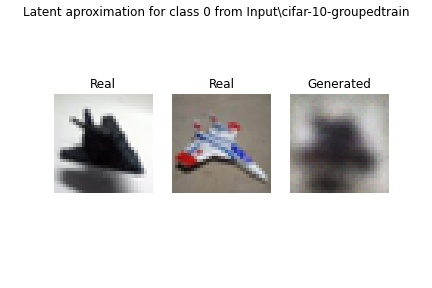 Latent aproximation for class 0 from Input\cifar-10-groupedtrain
Real
Real
Generated